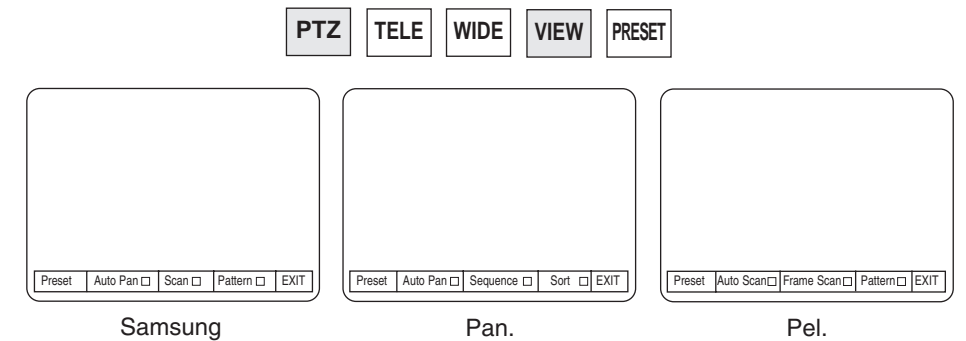 PTZ TELE WIDE VIEW PRESET
Preset Auto Pan □ Scan □ Pattern □ EXIT
Preset Auto Pan □ Sequence □ Sort □ EXIT
Preset Auto Scan □ Frame Scan □ Pattern □ EXIT
Samsung
Pan.
Pel.